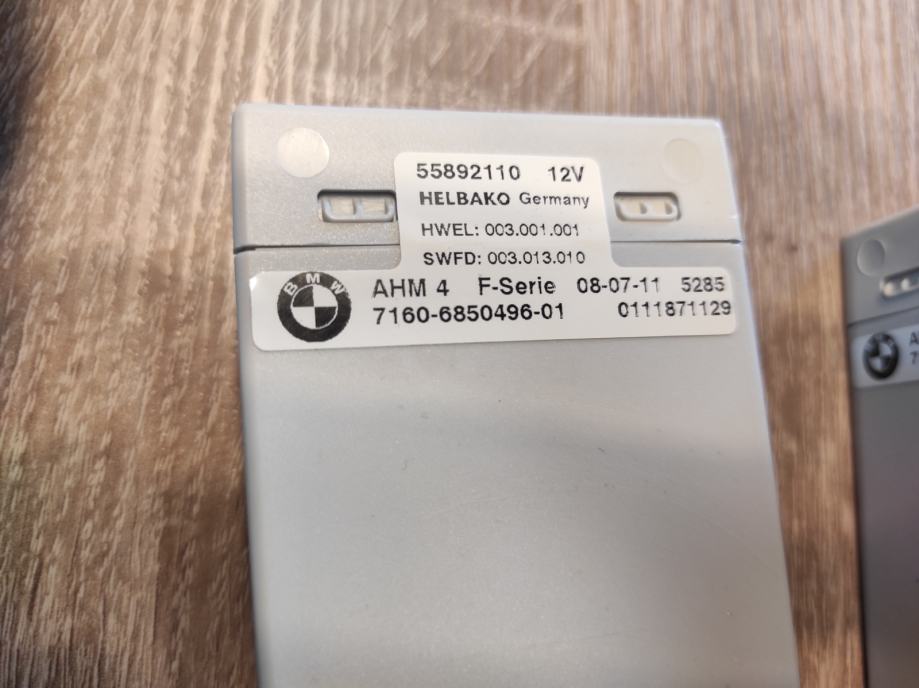 55892110 12V
HELBAKO Germany
HWEL: 003.001.001
SWFD: 003.013.010
BMW
AHM 4 F-Serie 08-07-11 5285
7160-6850496-01 0111871129
A
7